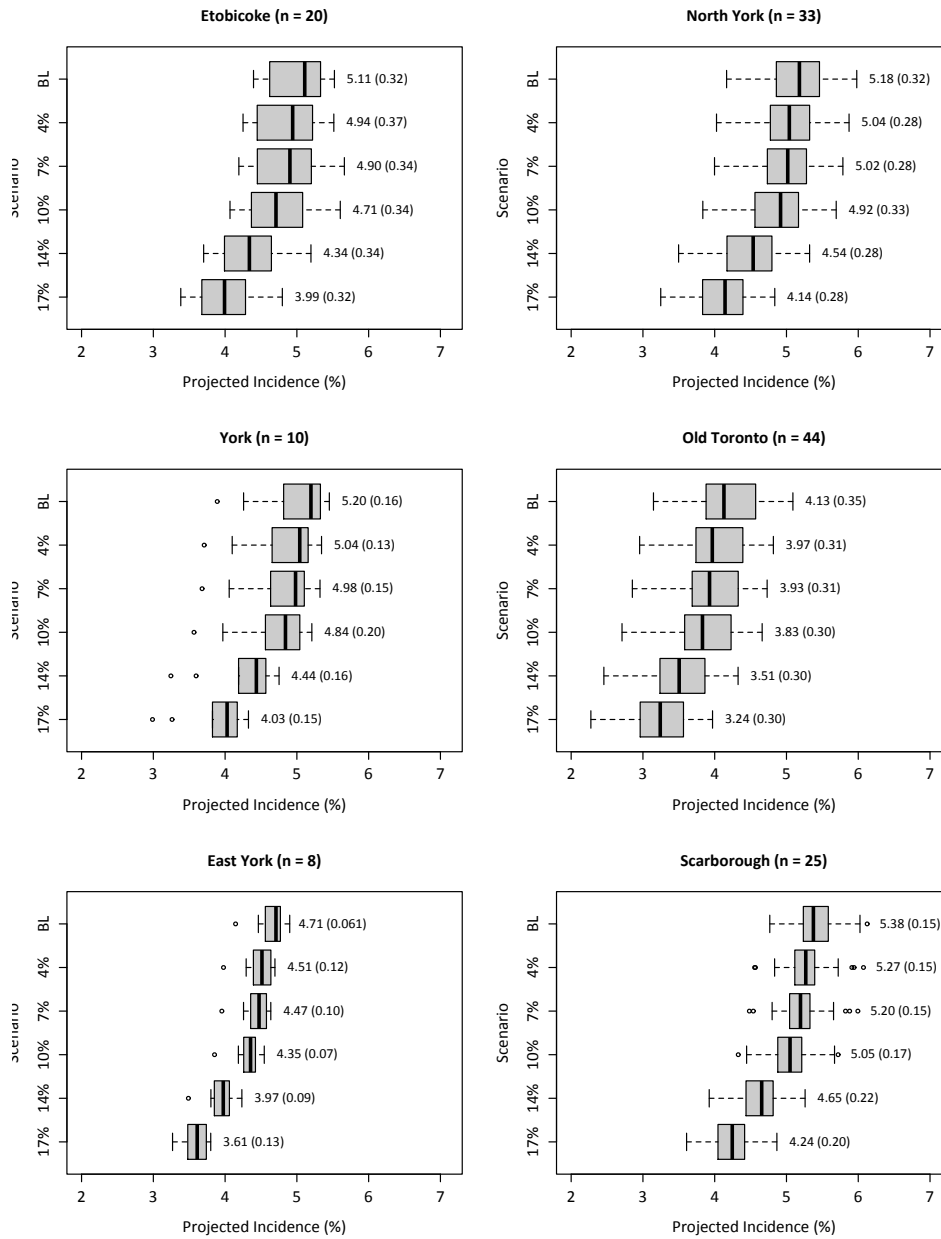 Etobicoke (n = 20)
BL
5.11 (0.32)
4%
4.94 (0.37)
7%
4.90 (0.34)
10%
4.71 (0.34)
14%
4.34 (0.34)
17%
3.99 (0.32)
Scenario
2 3 4 5 6 7
Projected Incidence (%)
North York (n = 33)
BL
5.18 (0.32)
4%
5.04 (0.28)
7%
5.02 (0.28)
10%
4.92 (0.33)
14%
4.54 (0.28)
17%
4.14 (0.28)
Scenario
2 3 4 5 6 7
Projected Incidence (%)
York (n = 10)
BL
5.20 (0.16)
4%
5.04 (0.13)
7%
4.98 (0.15)
10%
4.84 (0.20)
14%
4.44 (0.16)
17%
4.03 (0.15)
Scenario
2 3 4 5 6 7
Projected Incidence (%)
Old Toronto (n = 44)
BL
4.13 (0.35)
4%
3.97 (0.31)
7%
3.93 (0.31)
10%
3.83 (0.30)
14%
3.51 (0.30)
17%
3.24 (0.30)
Scenario
2 3 4 5 6 7
Projected Incidence (%)
East York (n = 8)
BL
4.71 (0.061)
4%
4.51 (0.12)
7%
4.47 (0.10)
10%
4.35 (0.07)
14%
3.97 (0.09)
17%
3.61 (0.13)
Scenario
2 3 4 5 6 7
Projected Incidence (%)
Scarborough (n = 25)
BL
5.38 (0.15)
4%
5.27 (0.15)
7%
5.20 (0.15)
10%
5.05 (0.17)
14%
4.65 (0.22)
17%
4.24 (0.20)
Scenario
2 3 4 5 6 7
Projected Incidence (%)